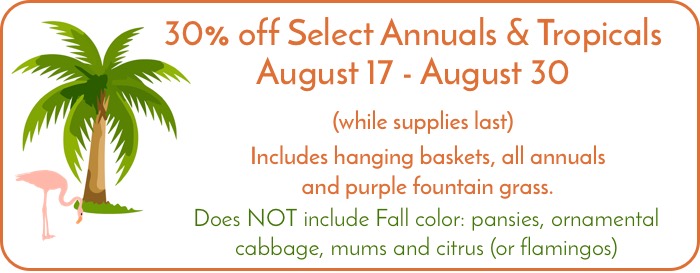 30% off Select Annuals & Tropicals
August 17 - August 30
(while supplies last)
Includes hanging baskets, all annuals
and purple fountain grass.
Does NOT include Fall color: pansies, ornamental
cabbage, mums and citrus (or flamingos)